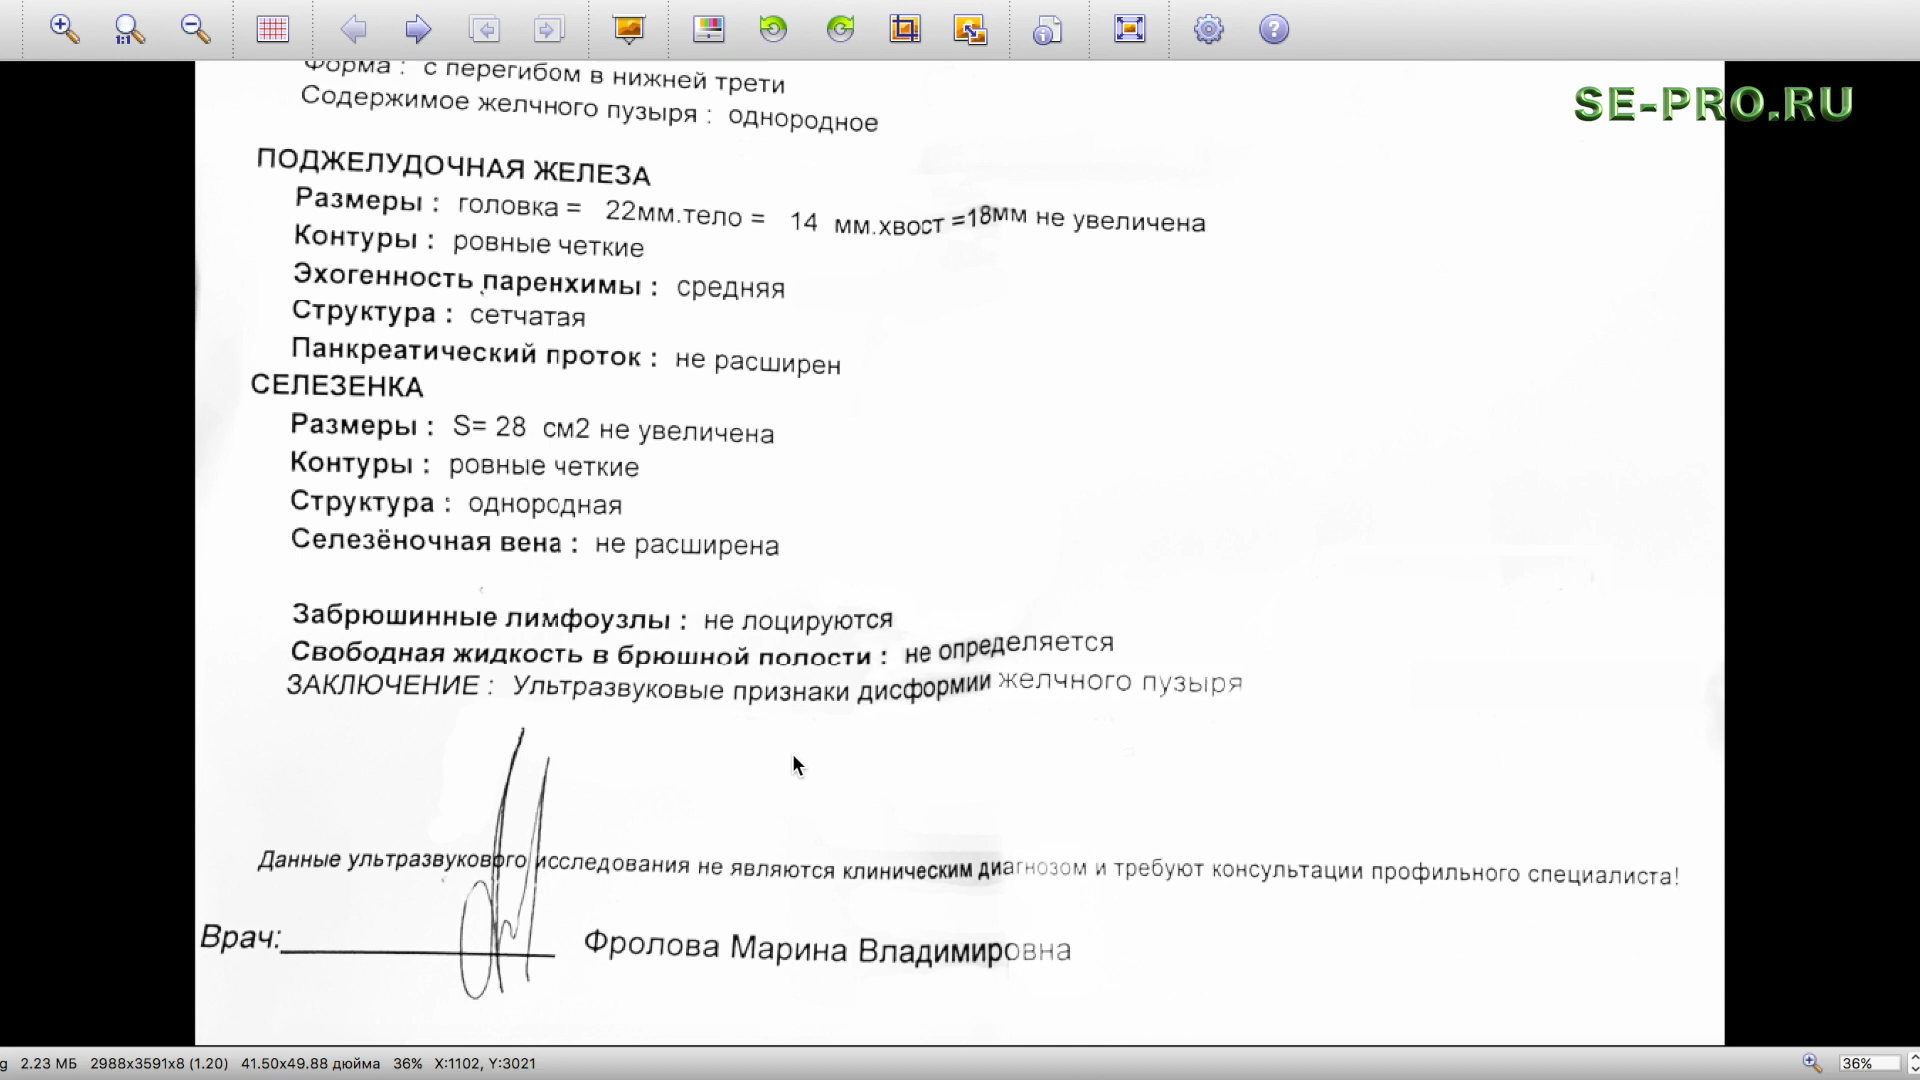 1:1
SE-PRO.RU
Форма : с перегибом в нижней трети
Содержимое желчного пузыря : однородное
ПОДЖЕЛУДОЧНАЯ ЖЕЛЕЗА
Размеры : головка = 22мм.тело = 14 мм.хвост =18мм не увеличена
Контуры : ровные четкие
Эхогенность паренхимы : средняя
Структура : сетчатая
Панкреатический проток : не расширен
СЕЛЕЗЕНКА
Размеры : S= 28 см2 не увеличена
Контуры : ровные четкие
Структура : однородная
Селезёночная вена : не расширена
Забрюшинные лимфоузлы : не лоцируются
Свободная жидкость в брюшной полости : не определяется
ЗАКЛЮЧЕНИЕ : Ультразвуковые признаки дисформии желчного пузыря
Данные ультразвукового исследования не являются клиническим диагнозом и требуют консультации профильного специалиста!
Врач: Фролова Марина Владимировна
g 2.23 МБ 2988x3591x8 (1.20) 41.50x49.88 дюйма 36% X:1102, Y:3021 36%